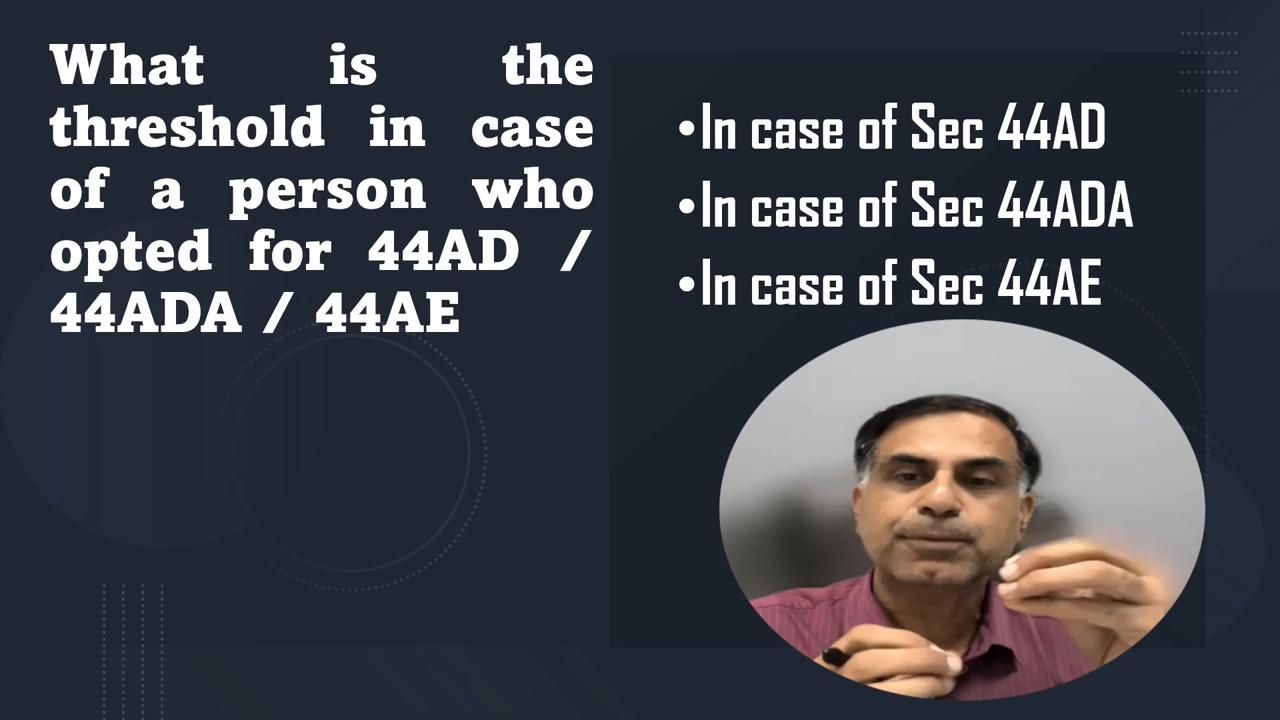 What is the
threshold in case
of a person who
opted for 44AD /
44ADA / 44AE
•In case of Sec 44AD
•In case of Sec 44ADA
•In case of Sec 44AE